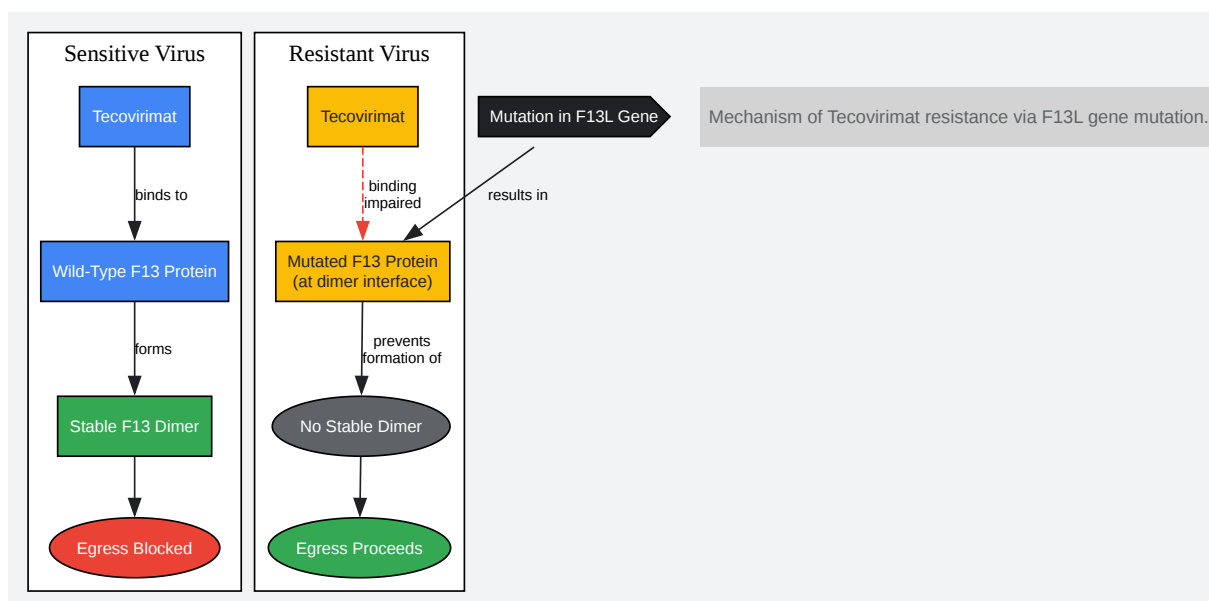 Sensitive Virus
Tecovirimat
binds to
Wild-Type F13 Protein
forms
Stable F13 Dimer
Egress Blocked
Resistant Virus
Tecovirimat
binding
impaired
Mutated F13 Protein
(at dimer interface)
prevents
formation of
No Stable Dimer
Egress Proceeds
Mutation in F13L Gene
results in
Mechanism of Tecovirimat resistance via F13L gene mutation.